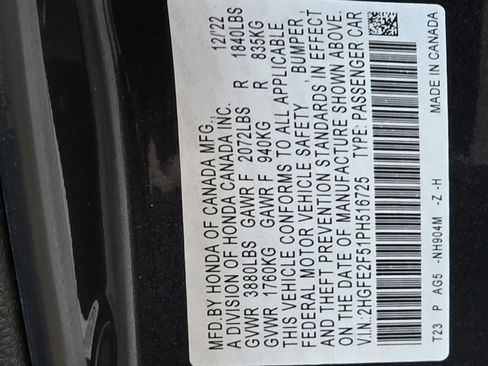 MFD.BY HONDA OF CANADA MFG., 12/'22
A DIVISION OF HONDA CANADA INC.
GVWR 3880LBS GAWR F 2072LBS R 1840LBS
GVWR 1760KG GAWR F 940KG R 835KG
THIS VEHICLE CONFORMS TO ALL APPLICABLE
FEDERAL MOTOR VEHICLE SAFETY, BUMPER,
AND THEFT PREVENTION STANDARDS IN EFFECT
ON THE DATE OF MANUFACTURE SHOWN ABOVE.
V.I.N.:2HGFE2F51PH516725 TYPE:PASSENGER CAR
T23 P AG5 -NH904M -Z -H MADE IN CANADA